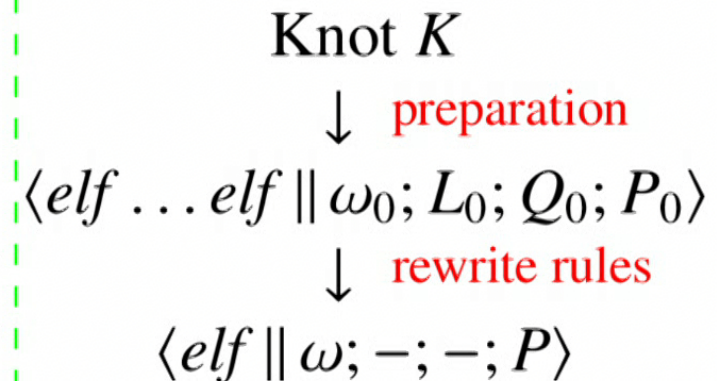 Knot K
↓ preparation
⟨elf … elf || ω₀; L₀; Q₀; P₀⟩
↓ rewrite rules
⟨elf || ω; −; −; P⟩